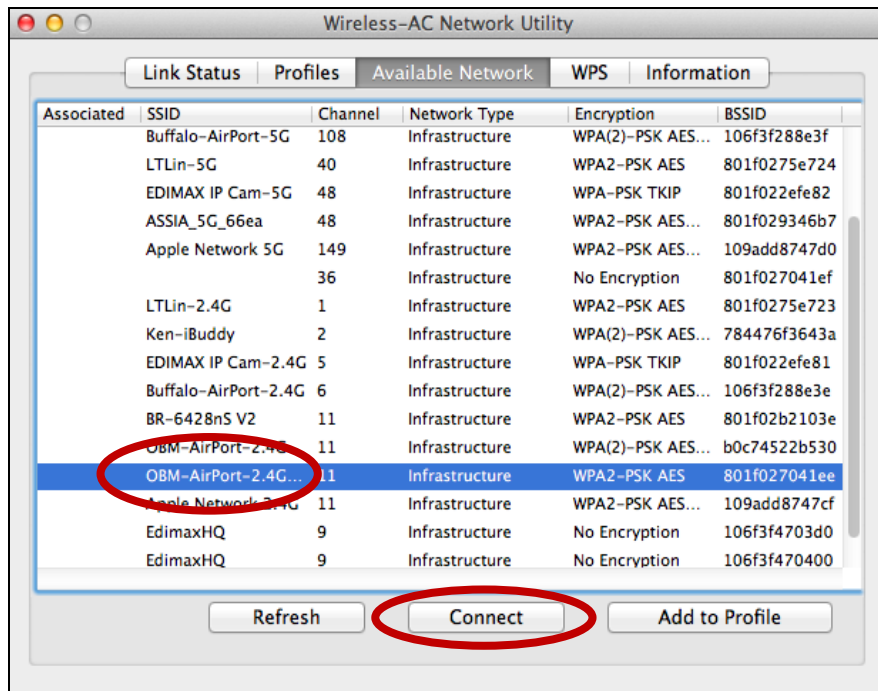 Wireless-AC Network Utility
Link Status Profiles Available Network WPS Information
Associated SSID Channel Network Type Encryption BSSID
Buffalo-AirPort-5G 108 Infrastructure WPA(2)-PSK AES... 106f3f288e3f
LTLin-5G 40 Infrastructure WPA2-PSK AES 801f0275e724
EDIMAX IP Cam-5G 48 Infrastructure WPA-PSK TKIP 801f022efe82
ASSIA_5G_66ea 48 Infrastructure WPA2-PSK AES... 801f029346b7
Apple Network 5G 149 Infrastructure WPA2-PSK AES... 109add8747d0
36 Infrastructure No Encryption 801f027041ef
LTLin-2.4G 1 Infrastructure WPA2-PSK AES 801f0275e723
Ken-iBuddy 2 Infrastructure WPA(2)-PSK AES... 784476f3643a
EDIMAX IP Cam-2.4G 5 Infrastructure WPA-PSK TKIP 801f022efe81
Buffalo-AirPort-2.4G 6 Infrastructure WPA(2)-PSK AES... 106f3f288e3e
BR-6428nS V2 11 Infrastructure WPA2-PSK AES 801f02b2103e
OBM-AirPort-2.4G 11 Infrastructure WPA(2)-PSK AES... b0c74522b530
OBM-AirPort-2.4G... 11 Infrastructure WPA2-PSK AES 801f027041ee
Apple Network 2.4G 11 Infrastructure WPA2-PSK AES... 109add8747cf
EdimaxHQ 9 Infrastructure No Encryption 106f3f4703d0
EdimaxHQ 9 Infrastructure No Encryption 106f3f470400
Refresh Connect Add to Profile